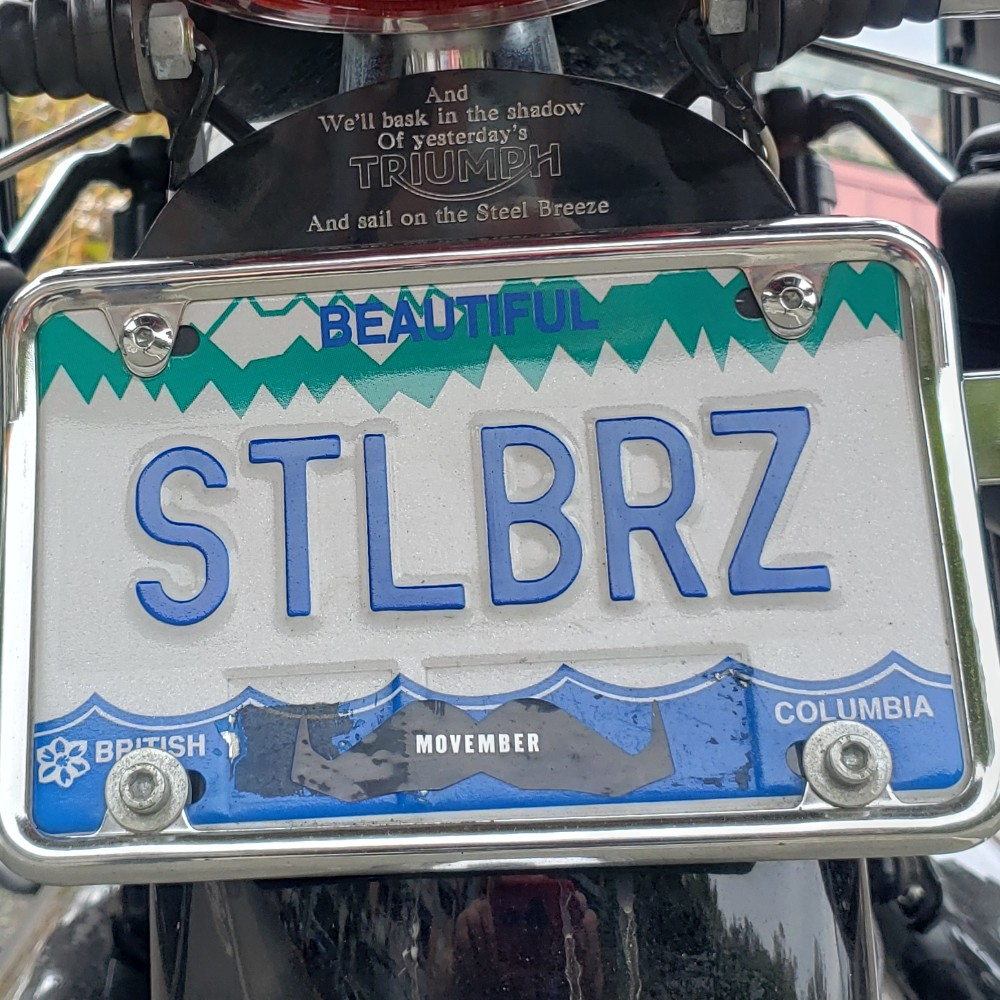 And
We'll bask in the shadow
Of yesterday's
TRIUMPH
And sail on the Steel Breeze
BEAUTIFUL
STLBRZ
BRITISH COLUMBIA
MOVEMBER